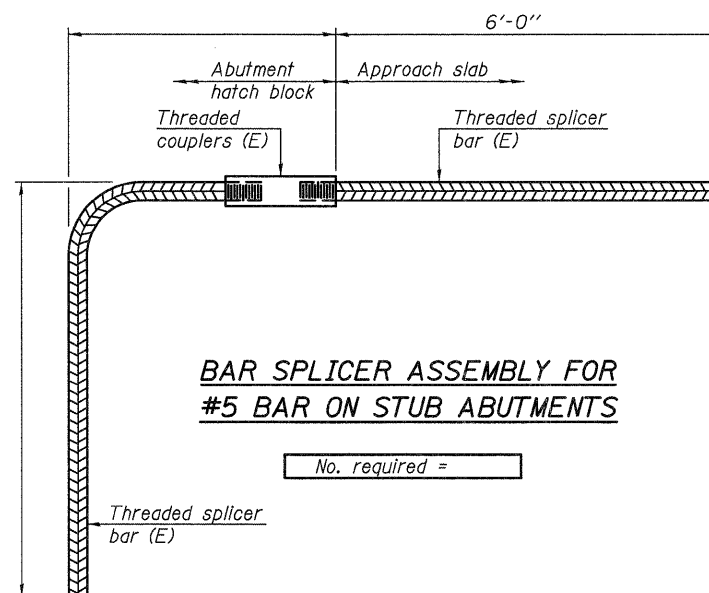 6'-0"
Abutment
hatch block
Approach slab
Threaded
couplers (E)
Threaded splicer
bar (E)
BAR SPLICER ASSEMBLY FOR
#5 BAR ON STUB ABUTMENTS
No. required =
Threaded splicer
bar (E)